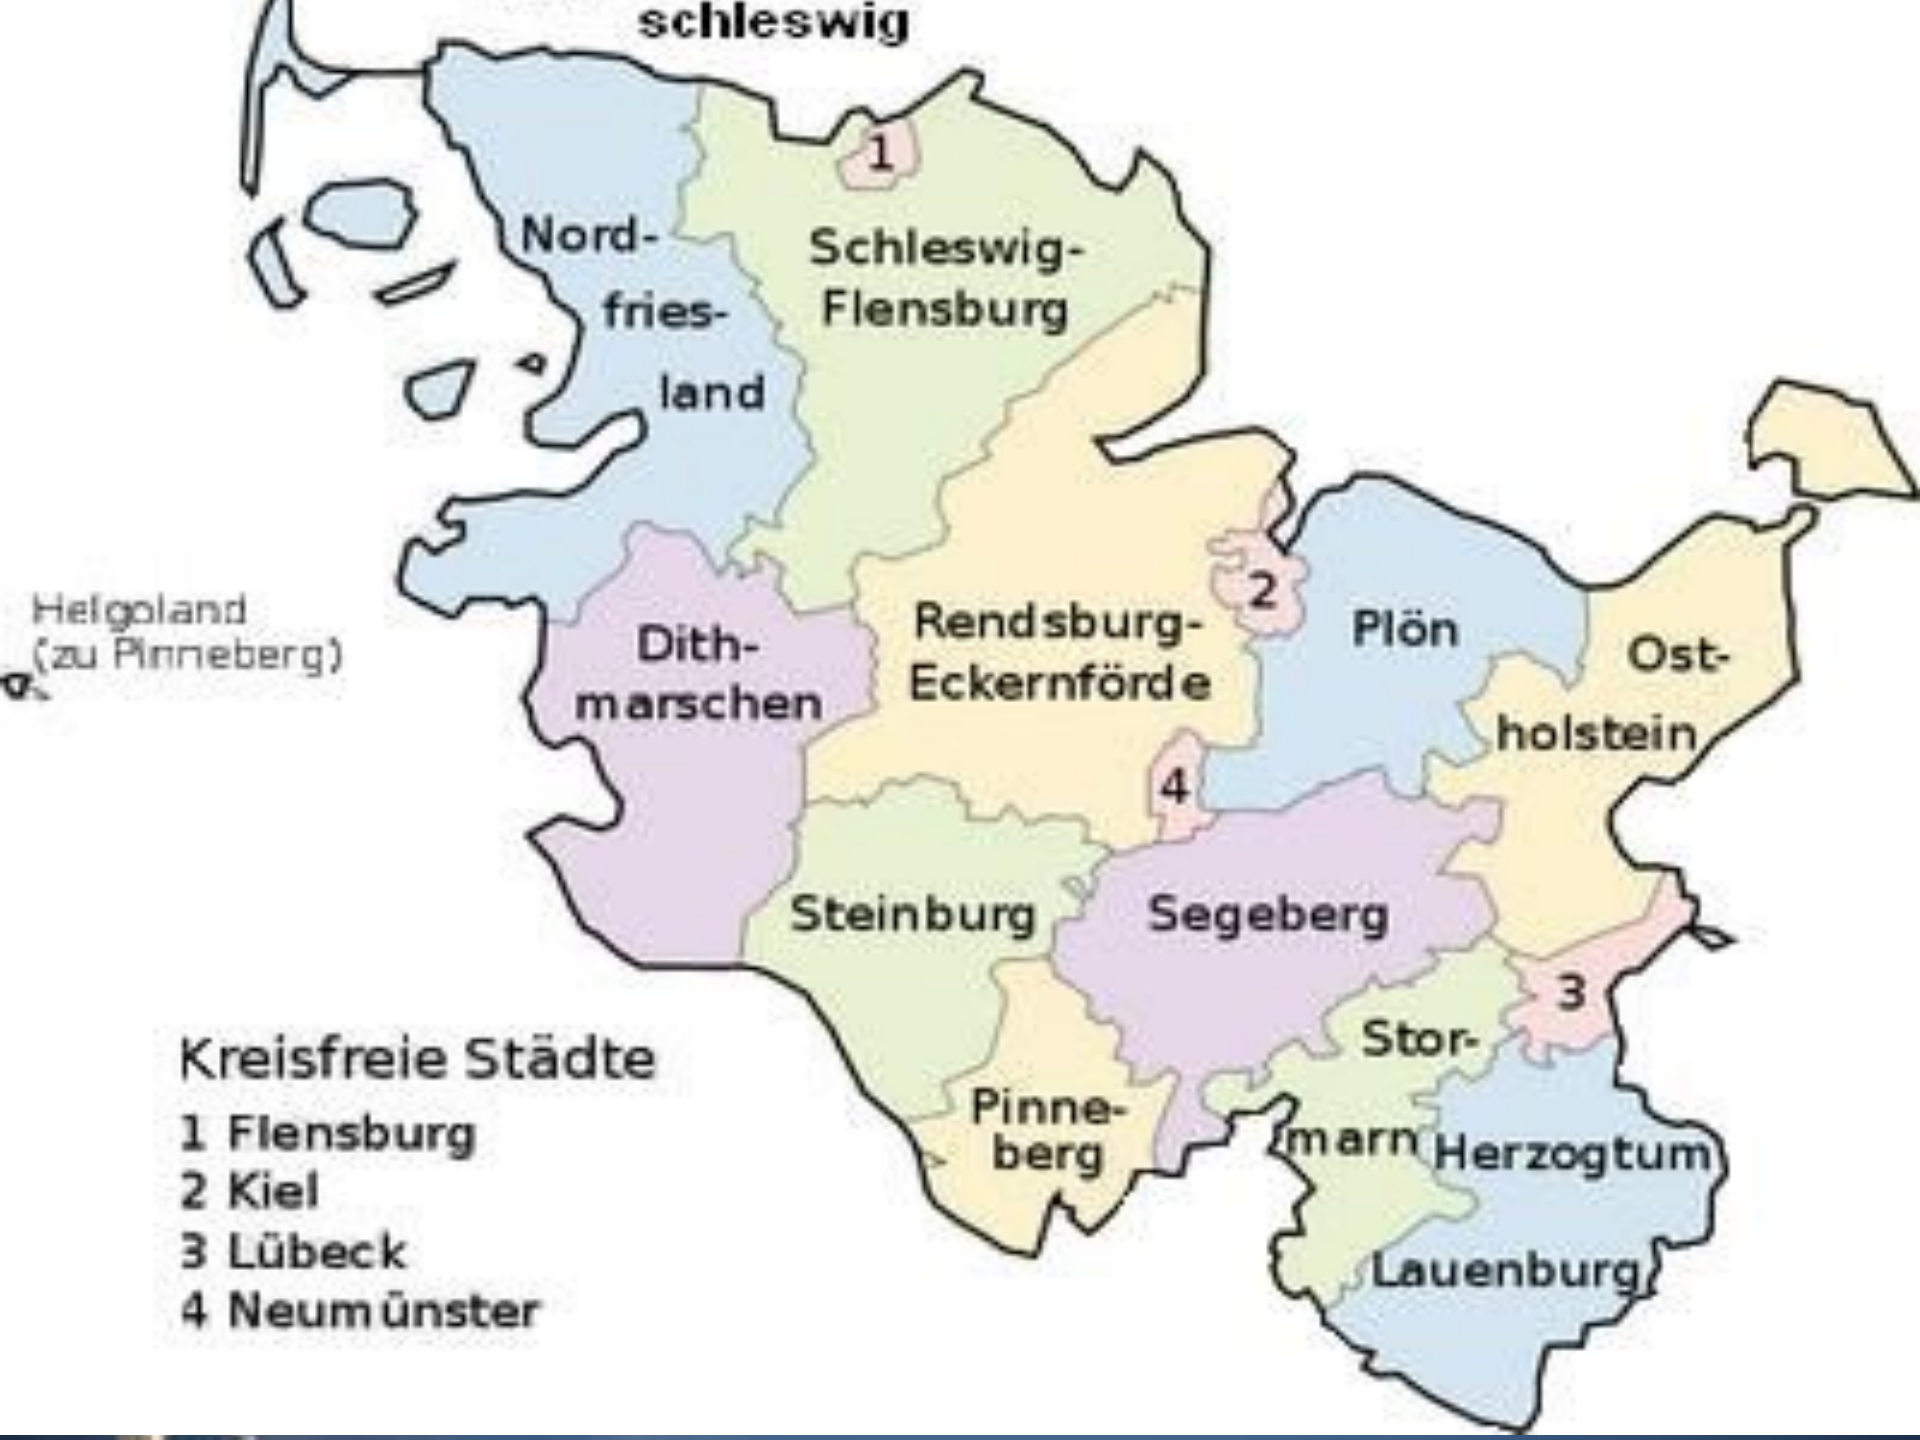 schleswig
1
Nord-
fries-
land
Schleswig-
Flensburg
Helgoland
(zu Pinneberg)
Dith-
marschen
Rendsburg-
Eckernförde
2
Plön
Ost-
holstein
4
Steinburg
Segeberg
3
Stor-
marn
Pinne-
berg
Herzogtum
Lauenburg
Kreisfreie Städte
1 Flensburg
2 Kiel
3 Lübeck
4 Neumünster